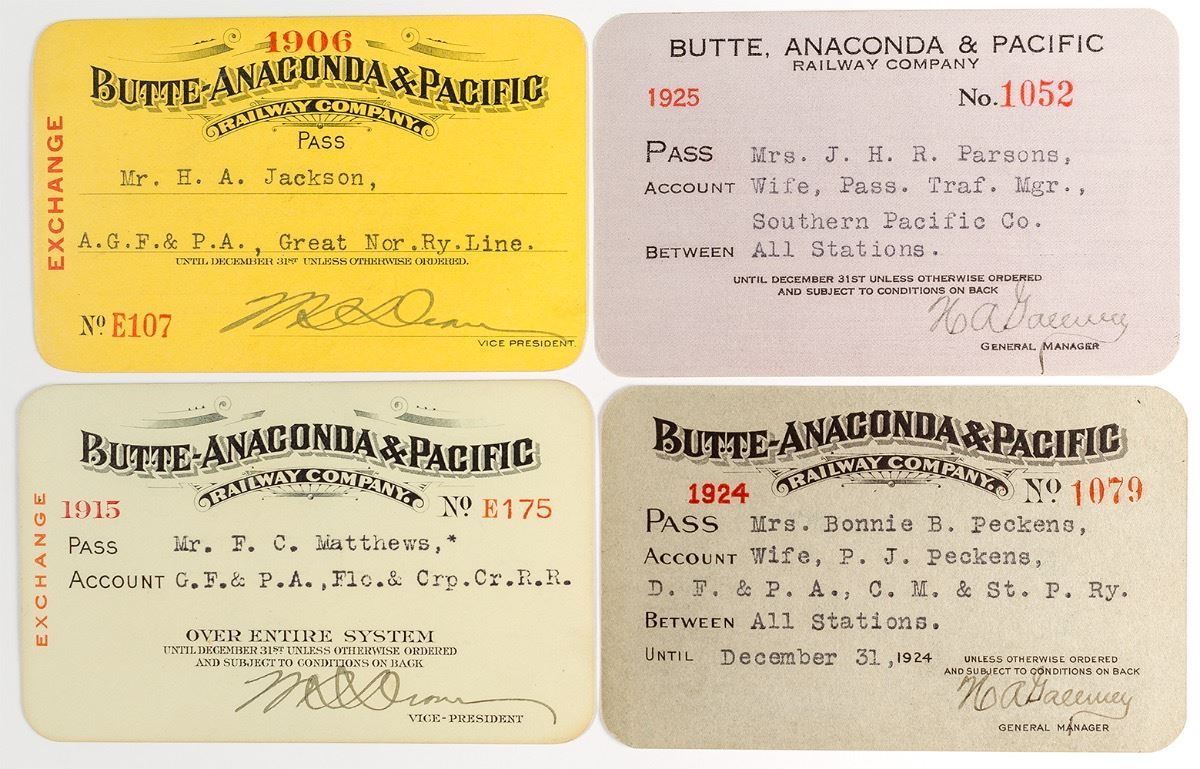 1906
BUTTE-ANACONDA & PACIFIC
RAILWAY COMPANY.
PASS
EXCHANGE
Mr. H. A. Jackson,
A.G.F.& P.A., Great Nor.Ry.Line.
UNTIL DECEMBER 31ST UNLESS OTHERWISE ORDERED.
Nº E107
VICE PRESIDENT.
BUTTE, ANACONDA & PACIFIC
RAILWAY COMPANY
1925 No. 1052
PASS Mrs. J. H. R. Parsons,
ACCOUNT Wife, Pass. Traf. Mgr.,
Southern Pacific Co.
BETWEEN All Stations.
UNTIL DECEMBER 31ST UNLESS OTHERWISE ORDERED
AND SUBJECT TO CONDITIONS ON BACK
H A Gallwey
GENERAL MANAGER
BUTTE-ANACONDA & PACIFIC
RAILWAY COMPANY.
EXCHANGE
1915 Nº E175
PASS Mr. F. C. Matthews,*
ACCOUNT G.F.& P.A.,Flo.& Crp.Cr.R.R.
OVER ENTIRE SYSTEM
UNTIL DECEMBER 31ST UNLESS OTHERWISE ORDERED
AND SUBJECT TO CONDITIONS ON BACK
VICE-PRESIDENT
BUTTE-ANACONDA & PACIFIC
RAILWAY COMPANY.
1924 Nº 1079
PASS Mrs. Bonnie B. Peckens,
ACCOUNT Wife, P. J. Peckens,
D. F. & P. A., C. M. & St. P. Ry.
BETWEEN All Stations.
UNTIL December 31, 1924 UNLESS OTHERWISE ORDERED
AND SUBJECT TO CONDITIONS ON BACK
H A Gallwey
GENERAL MANAGER